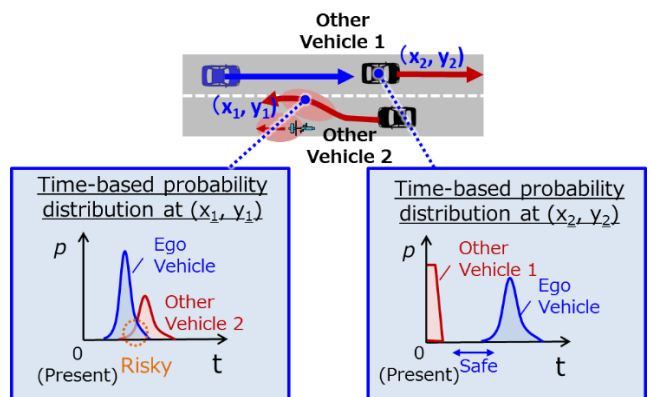 Other
Vehicle 1
(x2, y2)
(x1, y1)
Other
Vehicle 2
Time-based probability
distribution at (x1, y1)
p
Ego
Vehicle
Other
Vehicle 2
0
Risky
t
(Present)
Time-based probability
distribution at (x2, y2)
p
Other
Vehicle 1
Ego
Vehicle
0
Safe
t
(Present)